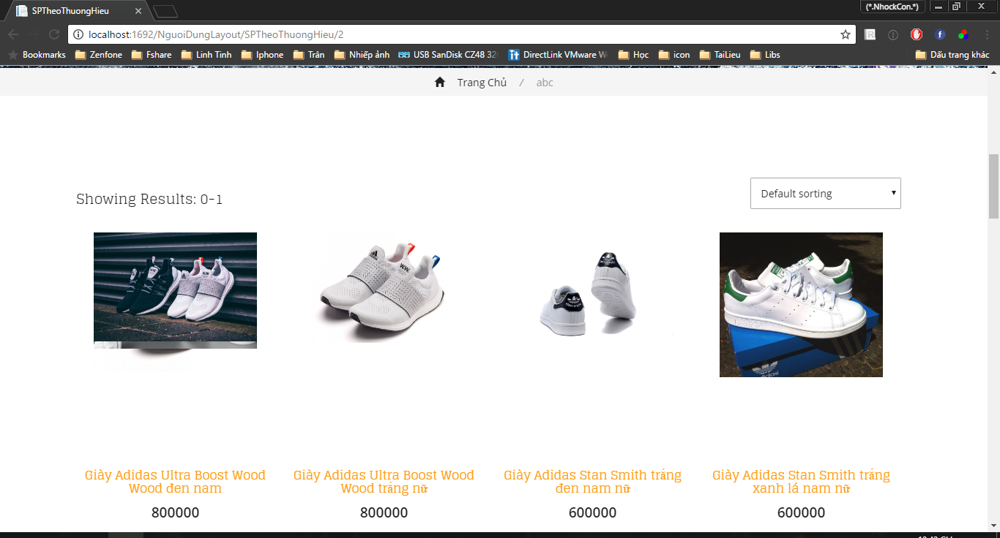 SPTheoThuongHieu
(*.NhockCon.*)
localhost:1692/NguoiDungLayout/SPTheoThuongHieu/2
Bookmarks Zenfone Fshare Linh Tinh Iphone Trân Nhiếp ảnh USB SanDisk CZ48 32G DirectLink VMware W Học icon TaiLieu Libs Dấu trang khác
Trang Chủ / abc
Showing Results: 0-1
Default sorting
Giày Adidas Ultra Boost Wood
Wood đen nam
800000
Giày Adidas Ultra Boost Wood
Wood trắng nữ
800000
Giày Adidas Stan Smith trắng
đen nam nữ
600000
Giày Adidas Stan Smith trắng
xanh lá nam nữ
600000